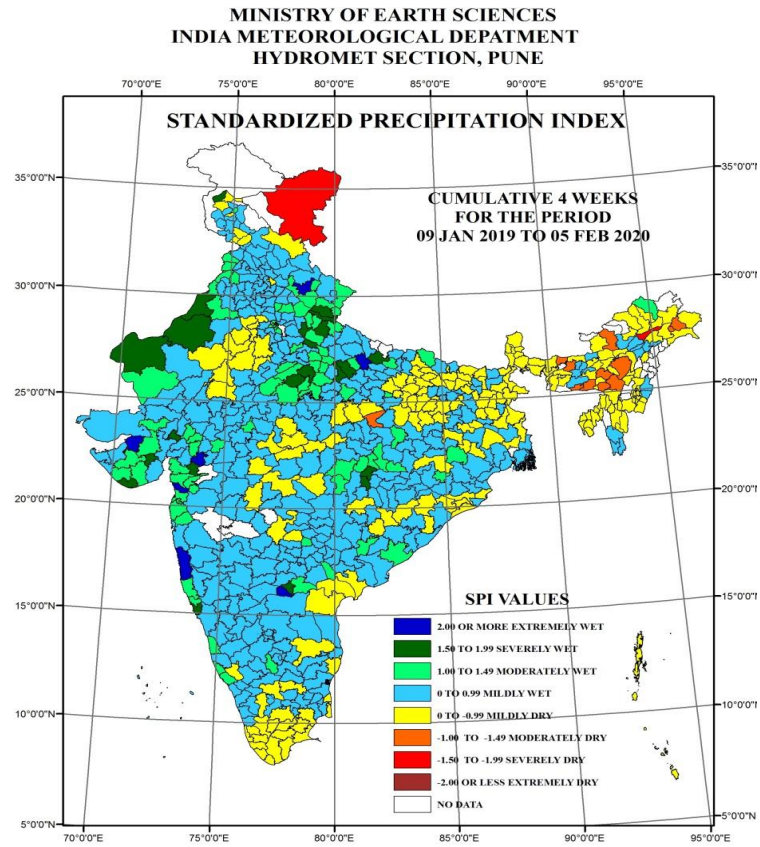 MINISTRY OF EARTH SCIENCES
INDIA METEOROLOGICAL DEPATMENT
HYDROMET SECTION, PUNE
70°0'0"E 75°0'0"E 80°0'0"E 85°0'0"E 90°0'0"E 95°0'0"E
STANDARDIZED PRECIPITATION INDEX
35°0'0"N 35°0'0"N
CUMULATIVE 4 WEEKS
FOR THE PERIOD
09 JAN 2019 TO 05 FEB 2020
30°0'0"N 30°0'0"N
25°0'0"N 25°0'0"N
20°0'0"N 20°0'0"N
15°0'0"N 15°0'0"N
SPI VALUES
2.00 OR MORE EXTREMELY WET
1.50 TO 1.99 SEVERELY WET
1.00 TO 1.49 MODERATELY WET
0 TO 0.99 MILDLY WET
10°0'0"N 10°0'0"N
0 TO -0.99 MILDLY DRY
-1.00 TO -1.49 MODERATELY DRY
-1.50 TO -1.99 SEVERELY DRY
-2.00 OR LESS EXTREMELY DRY
NO DATA
5°0'0"N 5°0'0"N
70°0'0"E 75°0'0"E 80°0'0"E 85°0'0"E 90°0'0"E 95°0'0"E